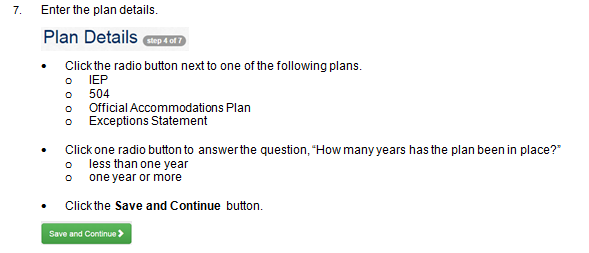 7. Enter the plan details.
Plan Details step 4 of 7
• Click the radio button next to one of the following plans.
o IEP
o 504
o Official Accommodations Plan
o Exceptions Statement
• Click one radio button to answer the question, “How many years has the plan been in place?”
o less than one year
o one year or more
• Click the Save and Continue button.
Save and Continue